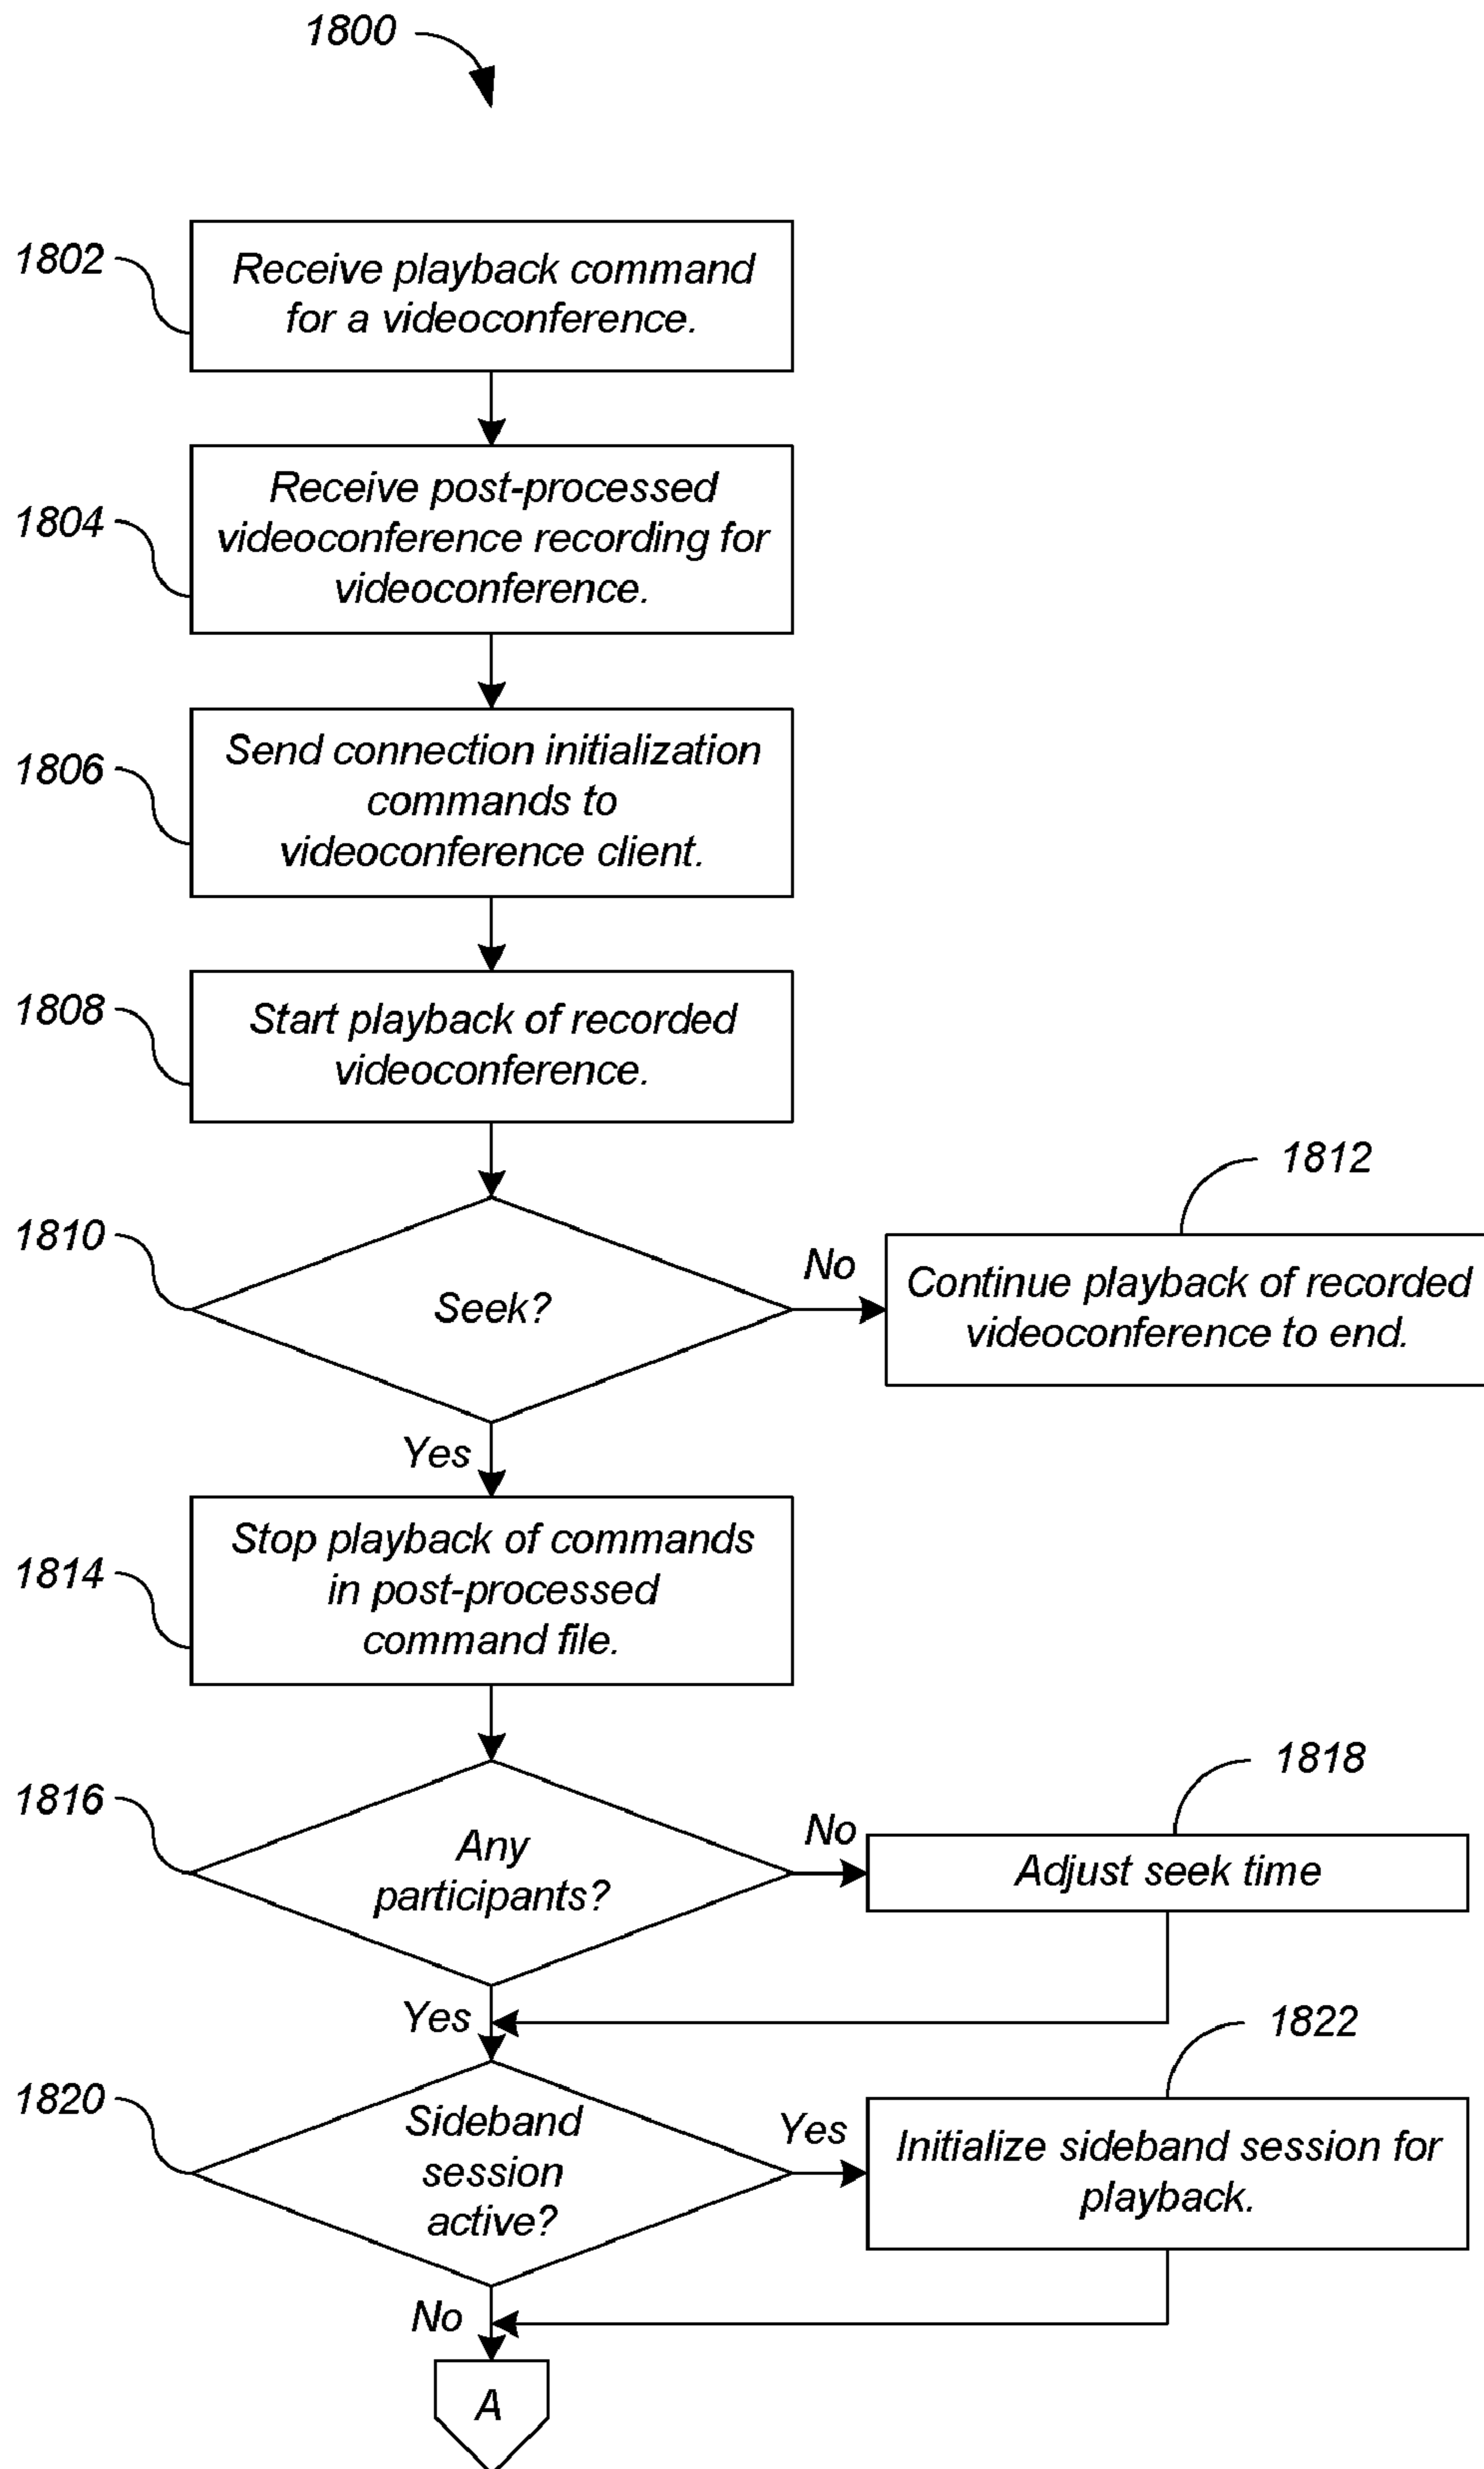 1800
1802
Receive playback command
for a videoconference.
1804
Receive post-processed
videoconference recording for
videoconference.
1806
Send connection initialization
commands to
videoconference client.
1808
Start playback of recorded
videoconference.
1810
Seek?
No
1812
Continue playback of recorded
videoconference to end.
Yes
1814
Stop playback of commands
in post-processed
command file.
1816
Any
participants?
No
1818
Adjust seek time
Yes
1820
Sideband
session
active?
Yes
1822
Initialize sideband session for
playback.
No
A